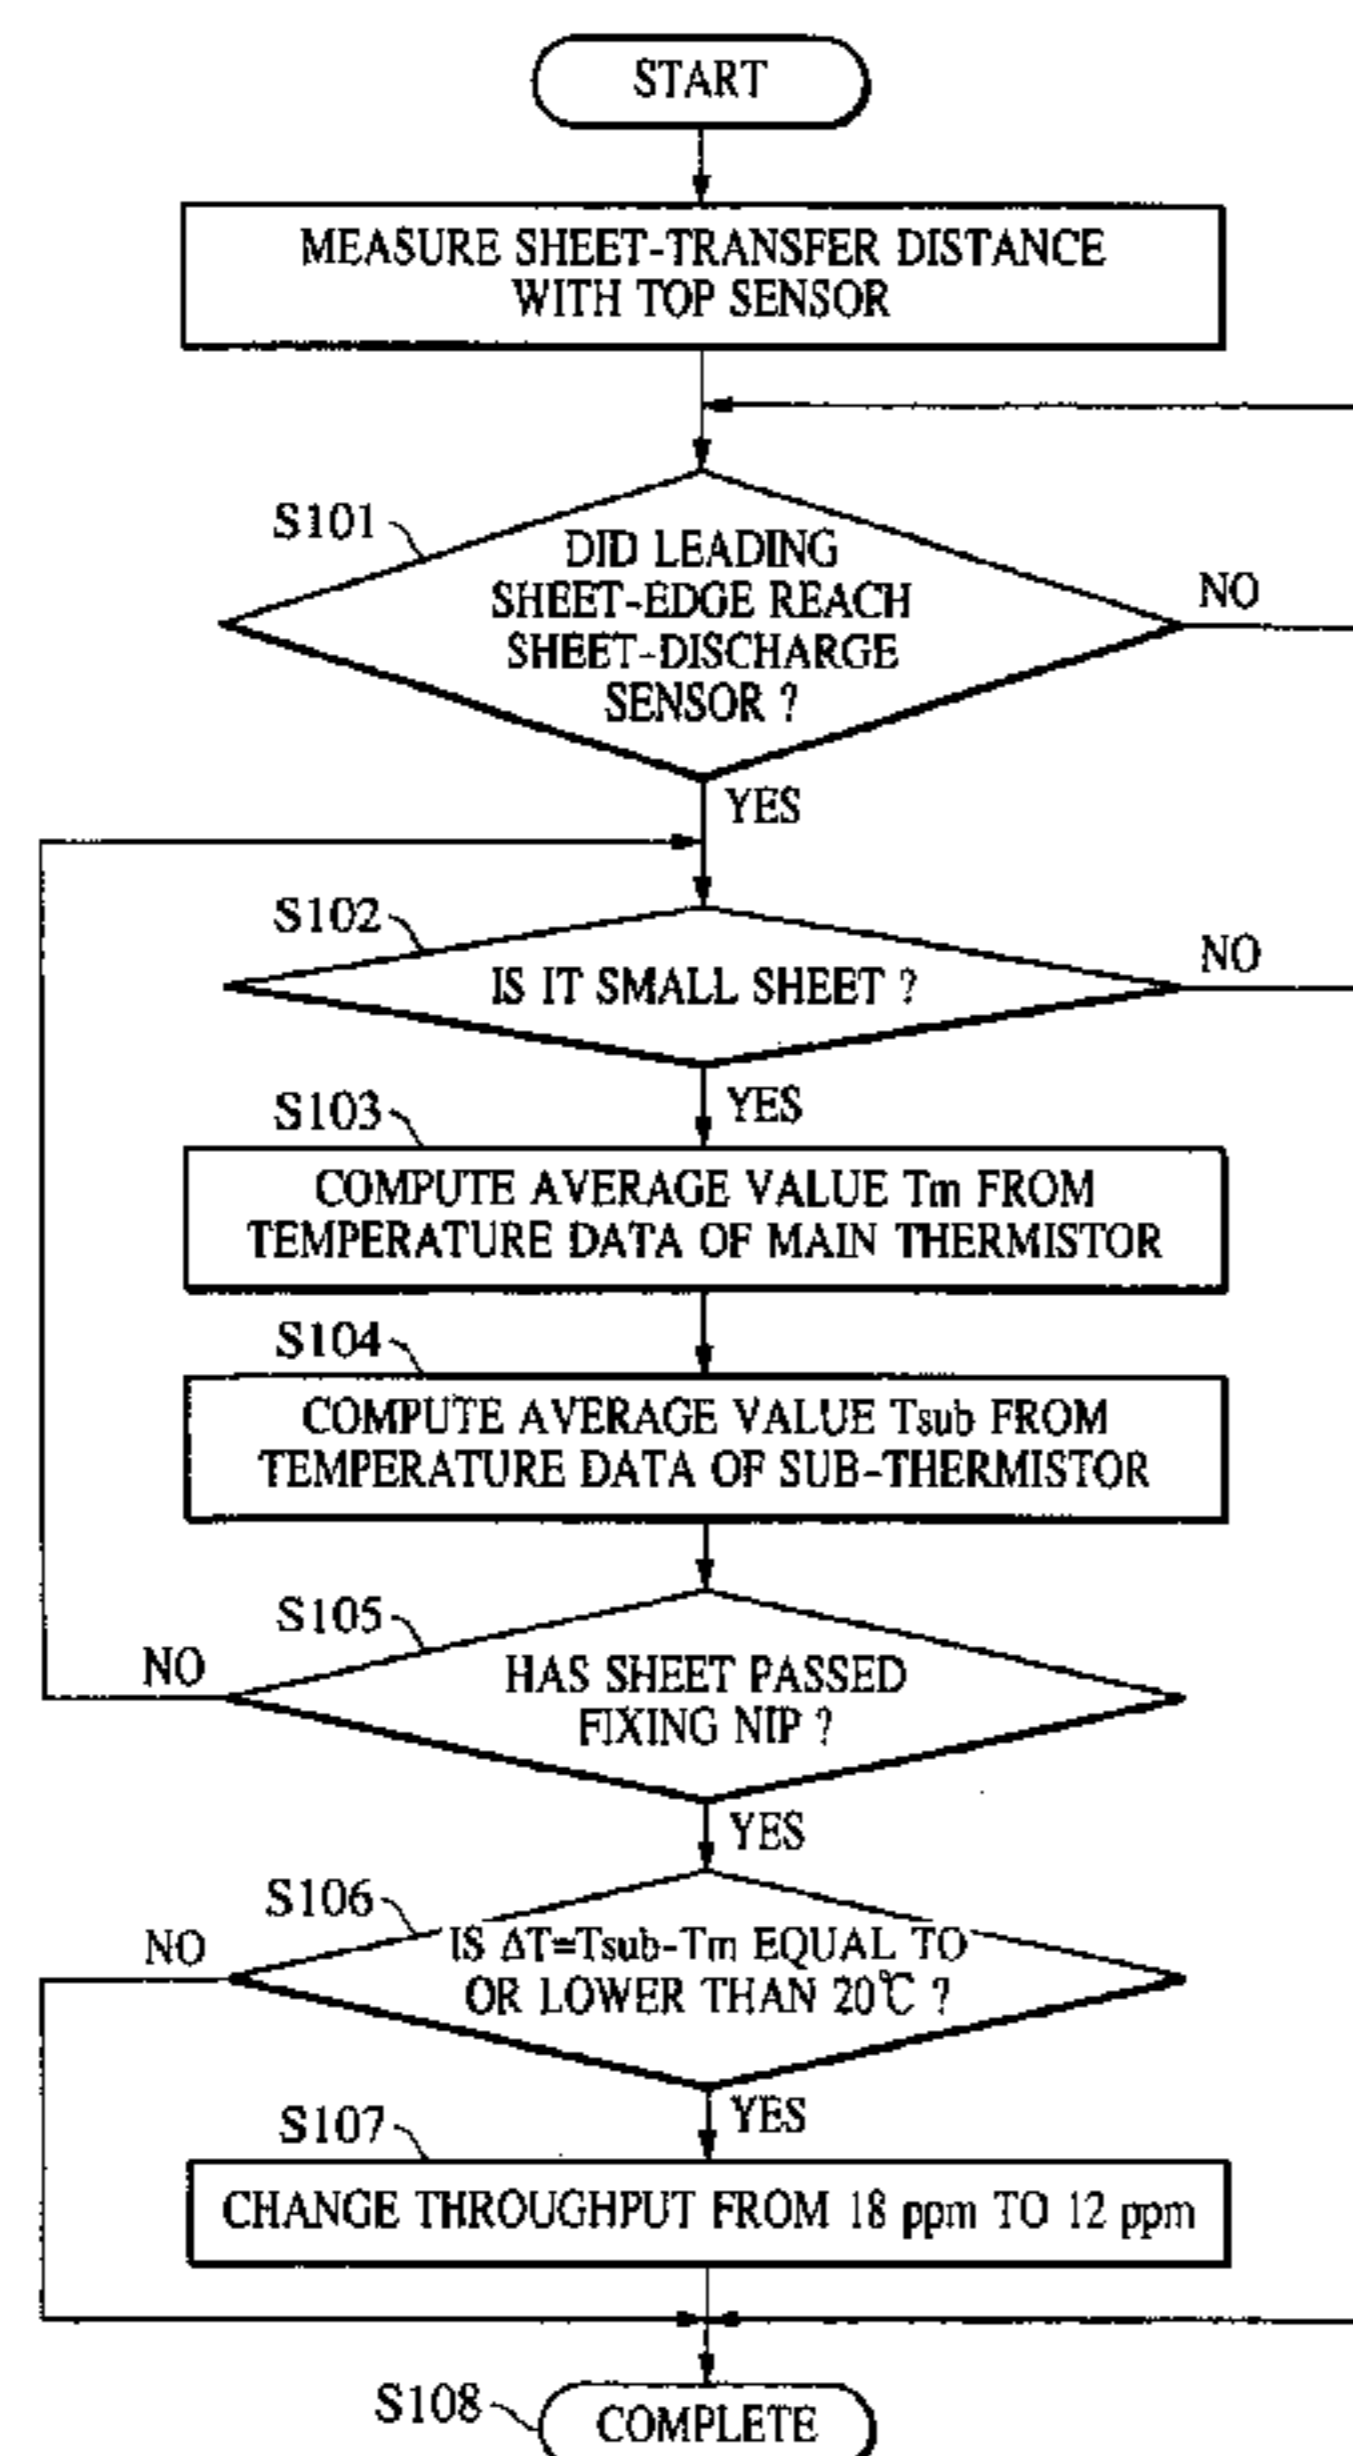 START
MEASURE SHEET-TRANSFER DISTANCE
WITH TOP SENSOR
S101
DID LEADING
SHEET-EDGE REACH
SHEET-DISCHARGE
SENSOR ?
NO
YES
S102
IS IT SMALL SHEET ?
NO
YES
S103
COMPUTE AVERAGE VALUE Tm FROM
TEMPERATURE DATA OF MAIN THERMISTOR
S104
COMPUTE AVERAGE VALUE Tsub FROM
TEMPERATURE DATA OF SUB-THERMISTOR
S105
NO
HAS SHEET PASSED
FIXING NIP ?
YES
S106
NO
IS ΔT=Tsub-Tm EQUAL TO
OR LOWER THAN 20℃ ?
YES
S107
CHANGE THROUGHPUT FROM 18 ppm TO 12 ppm
S108
COMPLETE